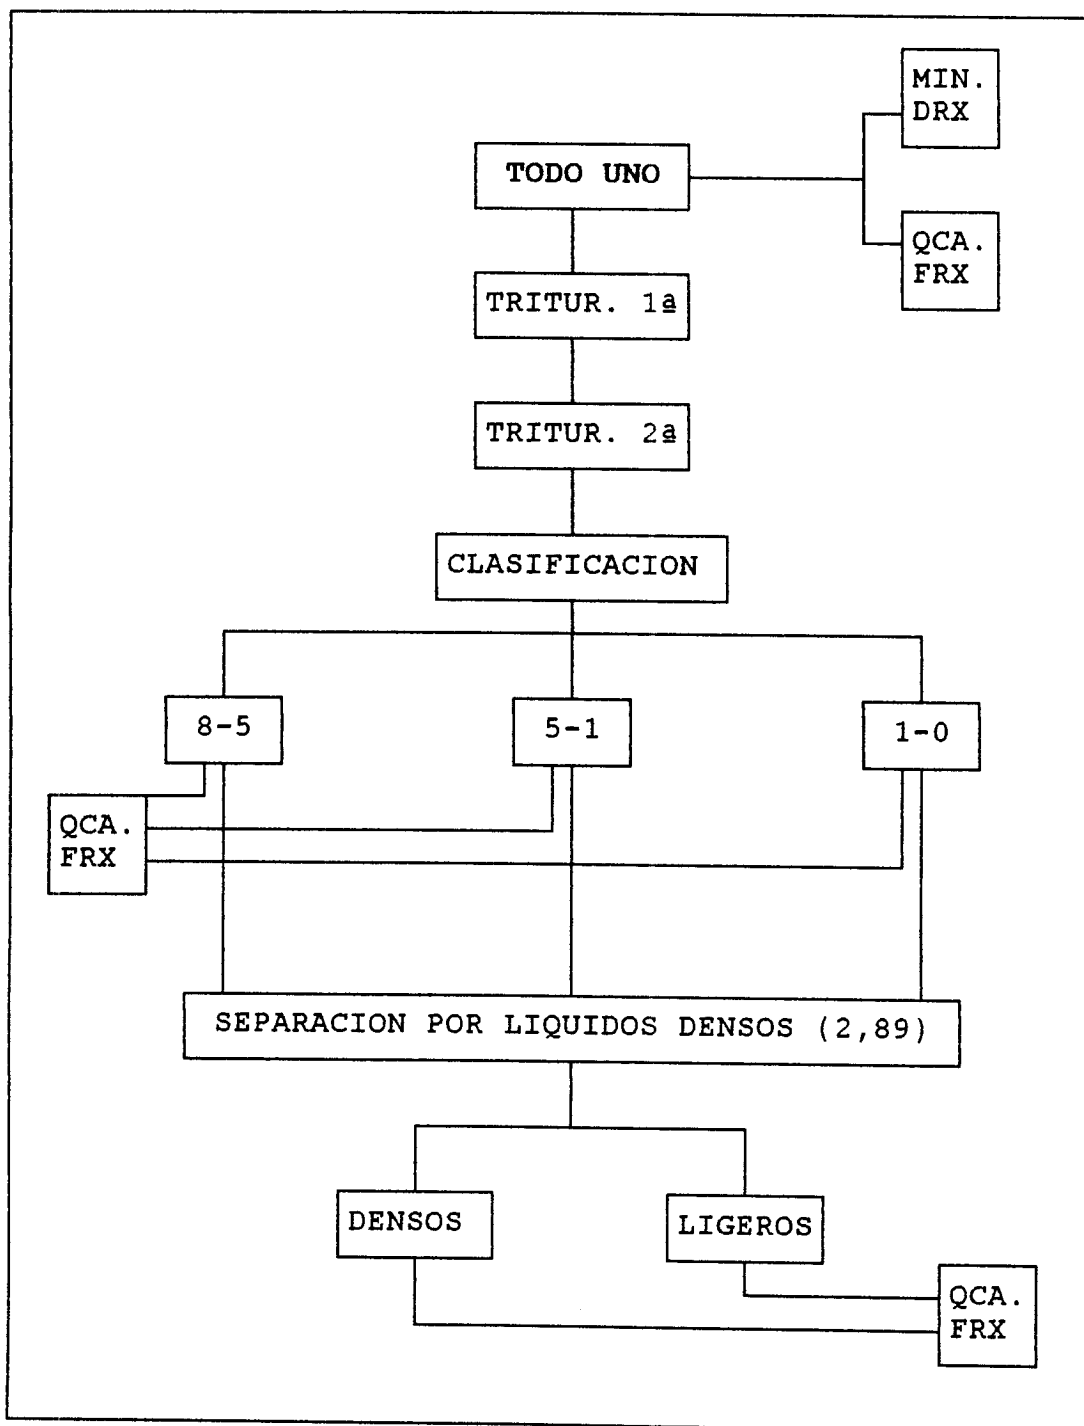 MIN.
DRX
TODO UNO
QCA.
FRX
TRITUR. 1ª
TRITUR. 2ª
CLASIFICACION
8-5
5-1
1-0
QCA.
FRX
SEPARACION POR LIQUIDOS DENSOS (2,89)
DENSOS
LIGEROS
QCA.
FRX